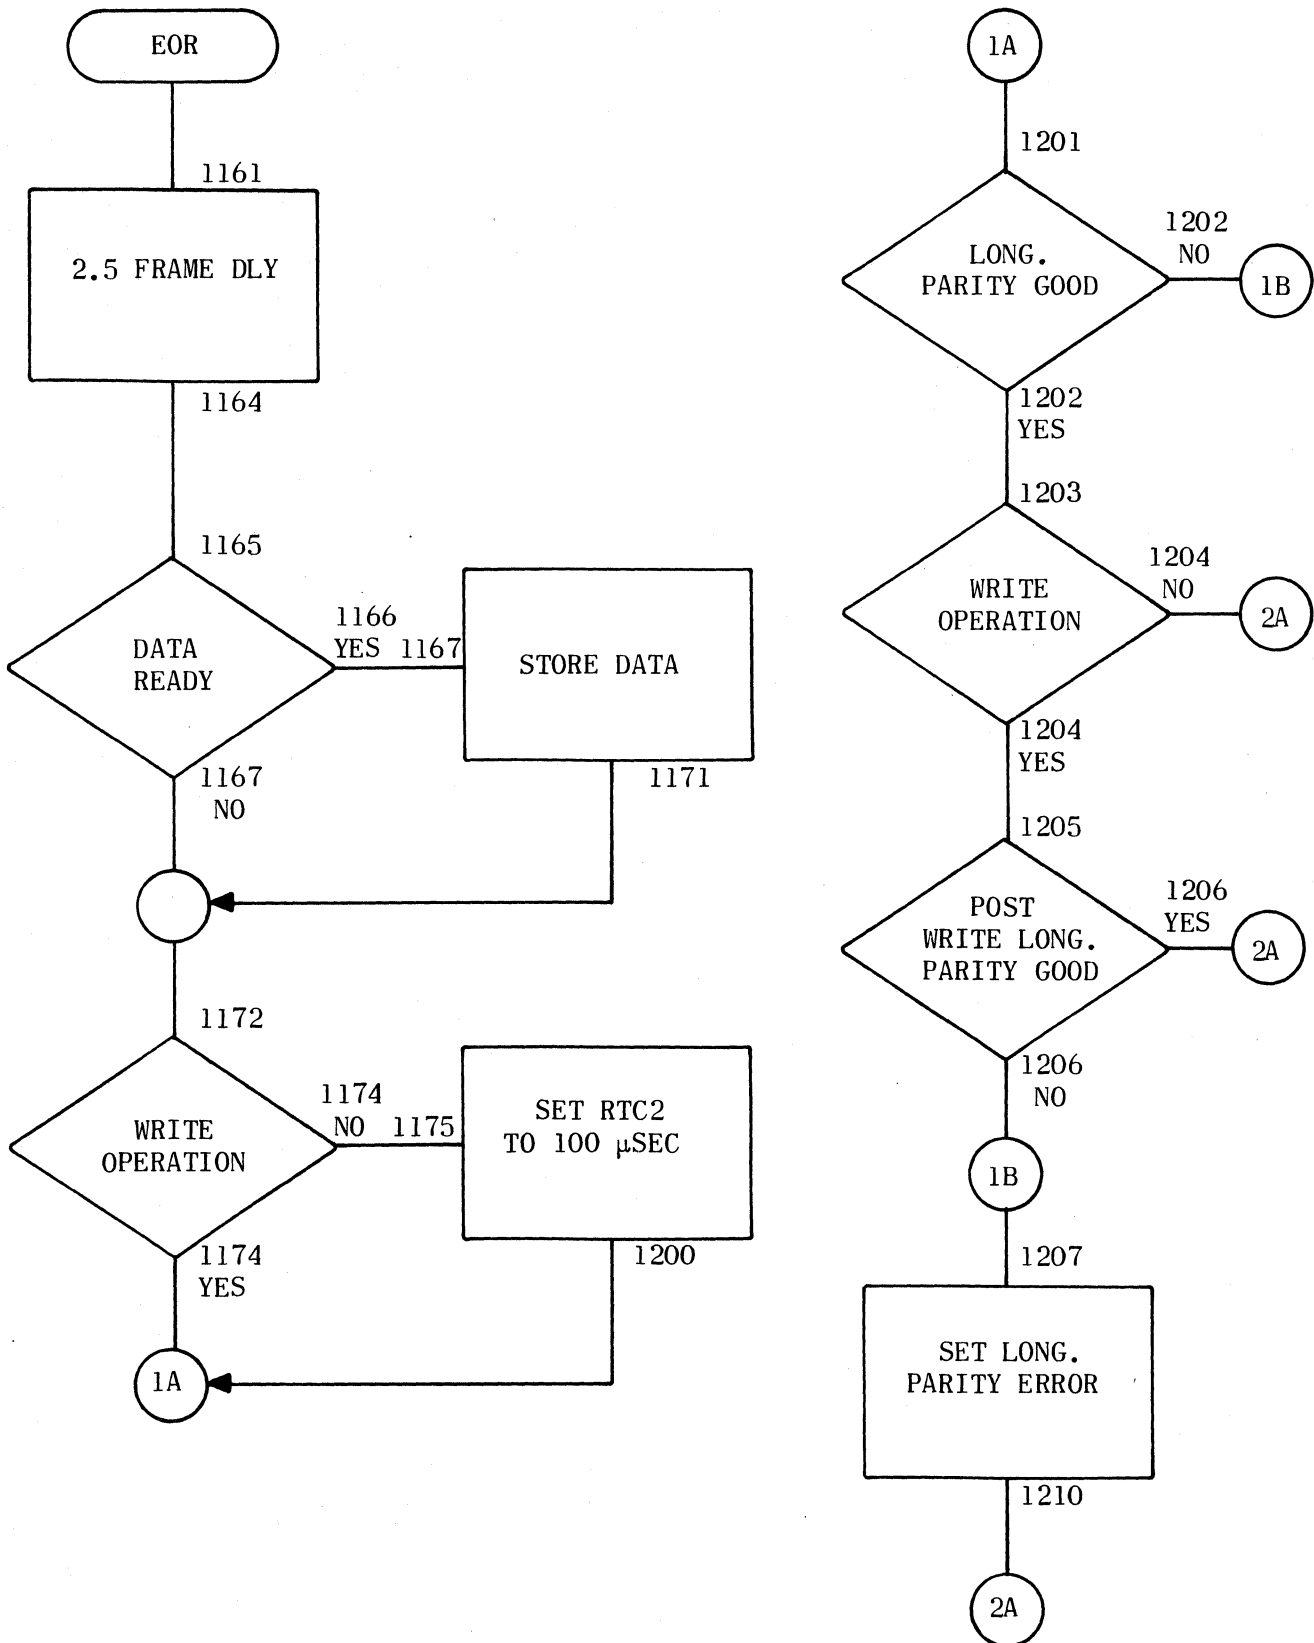 EOR
1161
2.5 FRAME DLY
1164
1165
DATA
READY
1166
YES 1167
STORE DATA
1171
1167
NO
1172
WRITE
OPERATION
1174
NO 1175
SET RTC2
TO 100 µSEC
1200
1174
YES
1A
1A
1201
LONG.
PARITY GOOD
1202
NO
1B
1202
YES
1203
WRITE
OPERATION
1204
NO
2A
1204
YES
1205
POST
WRITE LONG.
PARITY GOOD
1206
YES
2A
1206
NO
1B
1207
SET LONG.
PARITY ERROR
1210
2A